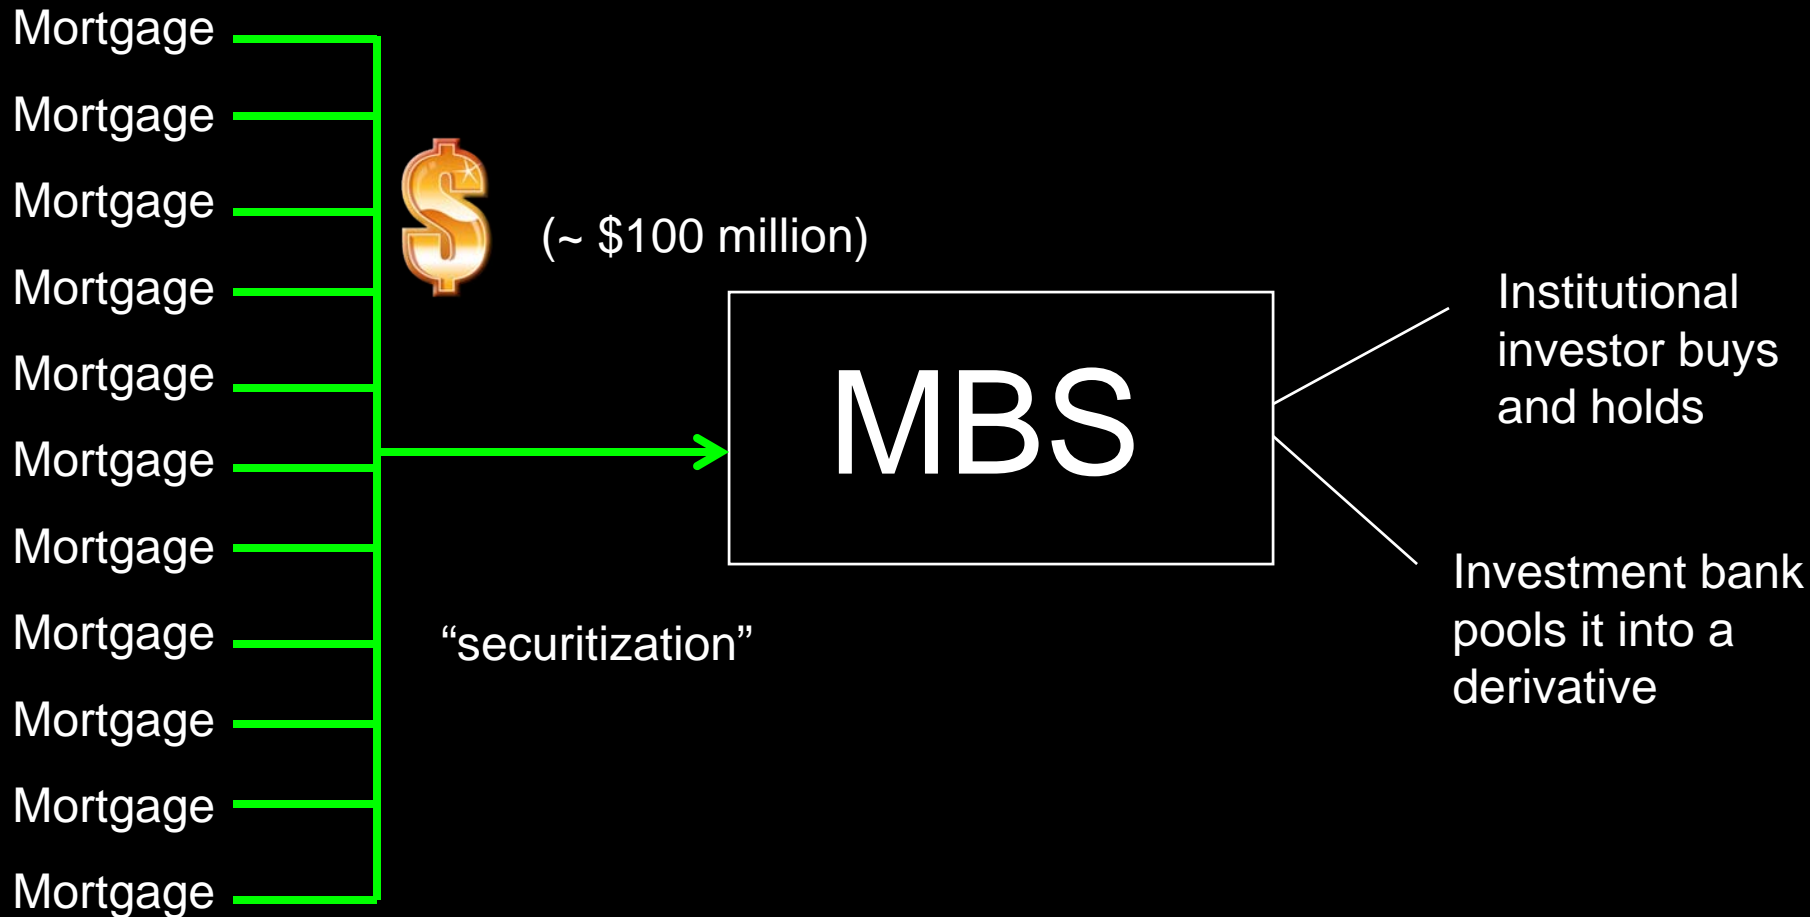 Mortgage
Mortgage
Mortgage
Mortgage
Mortgage
Mortgage
Mortgage
Mortgage
Mortgage
Mortgage
Mortgage
$
(~ $100 million)
“securitization”
MBS
Institutional
investor buys
and holds
Investment bank
pools it into a
derivative